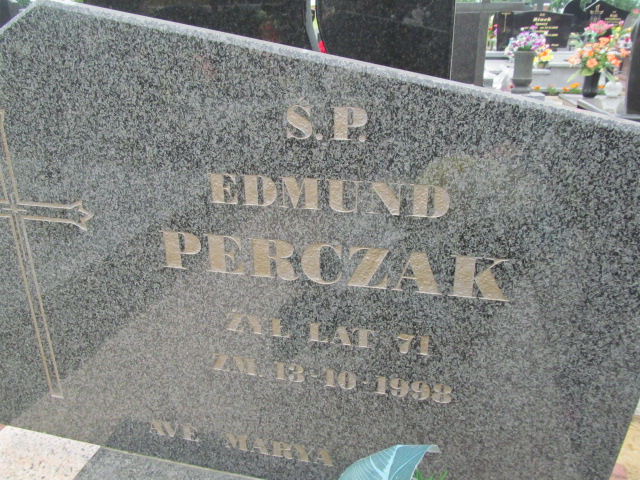 Ś.P.
EDMUND
PERCZAK
ŻYŁ LAT 71
ZM. 13-10-1998
AVE MARYA